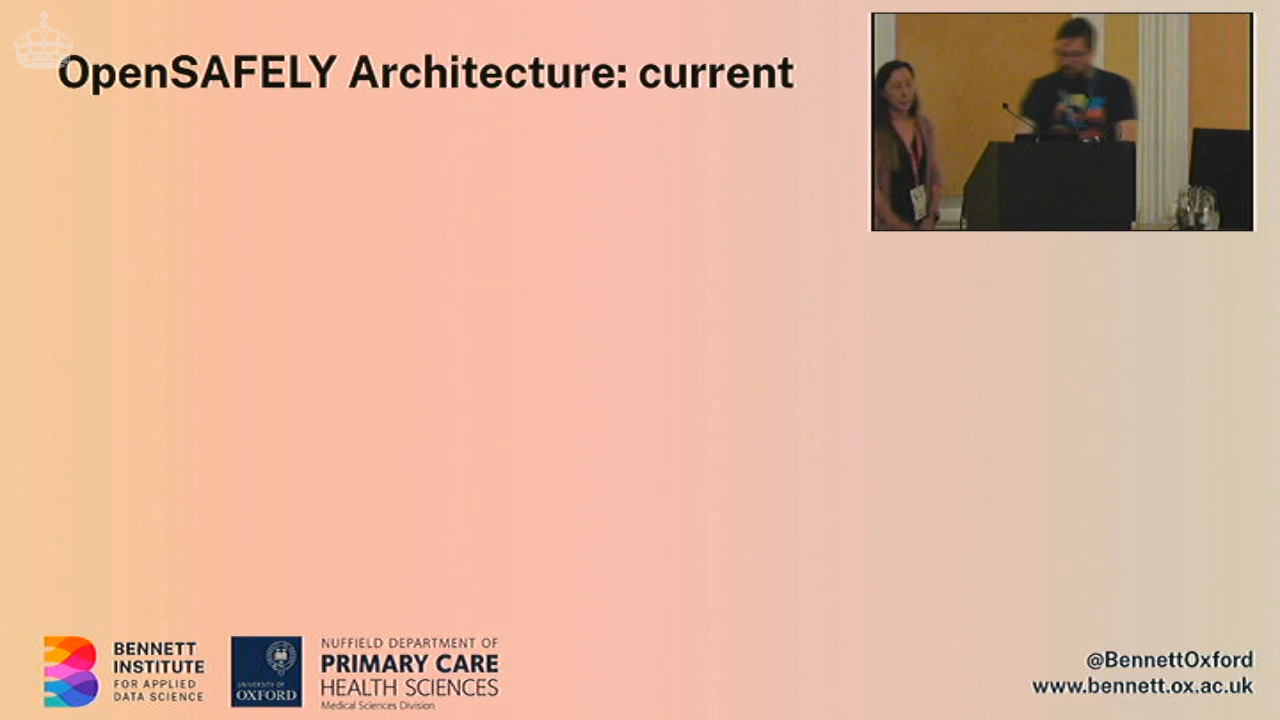 OpenSAFELY Architecture: current
BENNETT
INSTITUTE
FOR APPLIED
DATA SCIENCE
UNIVERSITY OF
OXFORD
NUFFIELD DEPARTMENT OF
PRIMARY CARE
HEALTH SCIENCES
Medical Sciences Division
@BennettOxford
www.bennett.ox.ac.uk